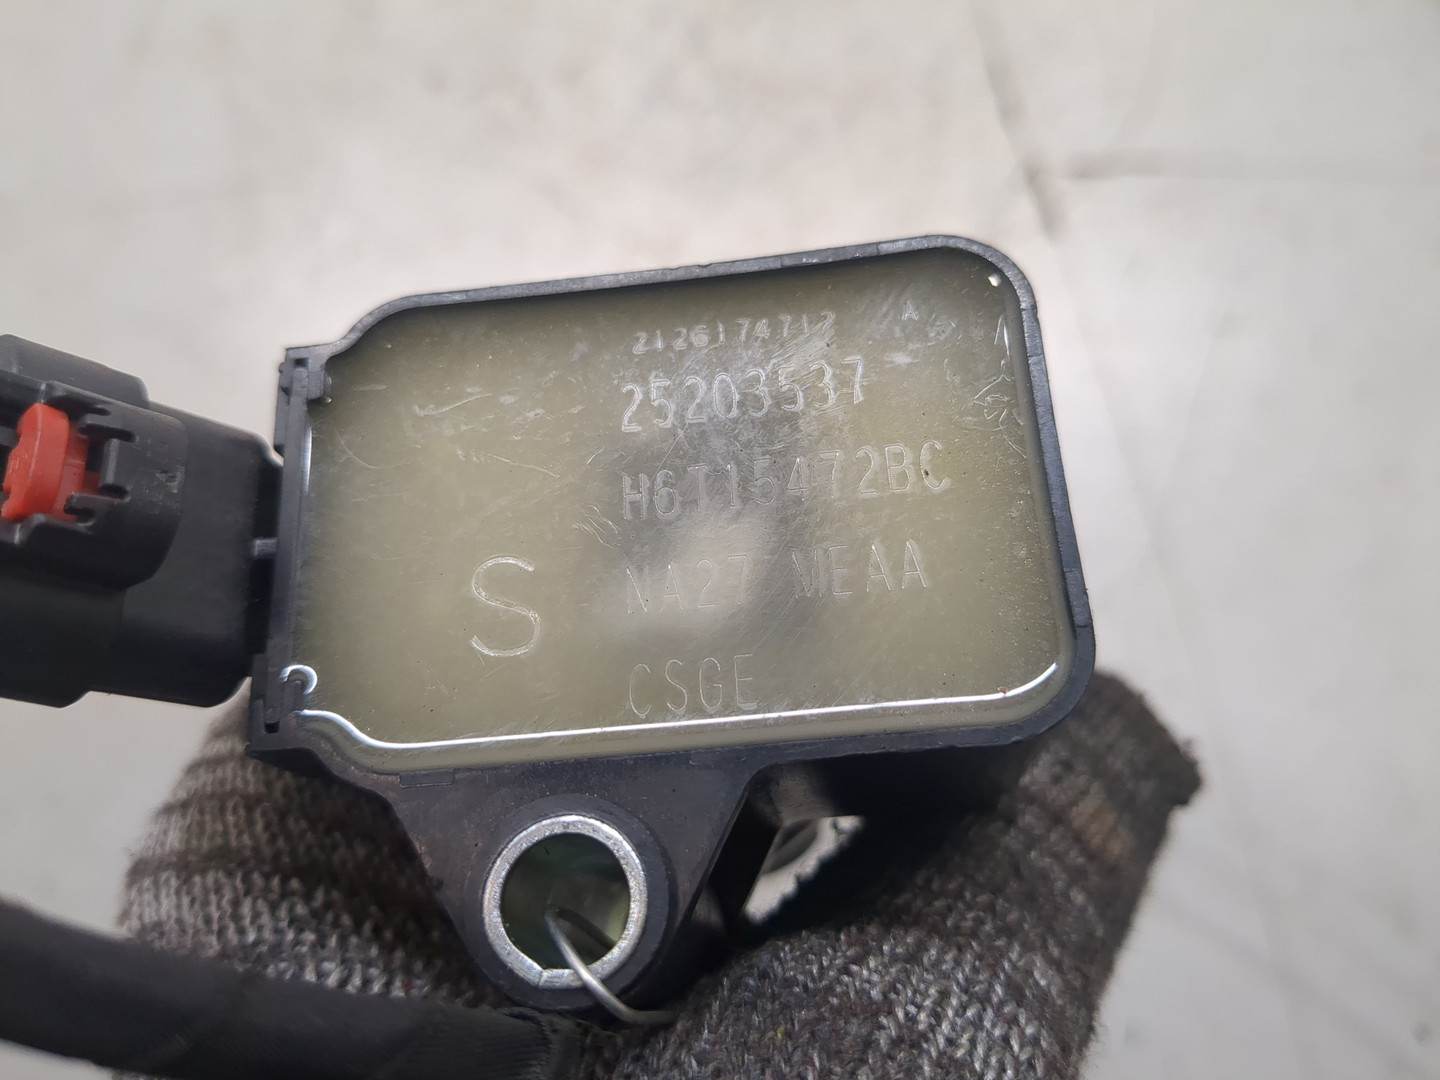 2126174712 A
25203537
H6T15472BC
S NA27 MEAA
CSGE